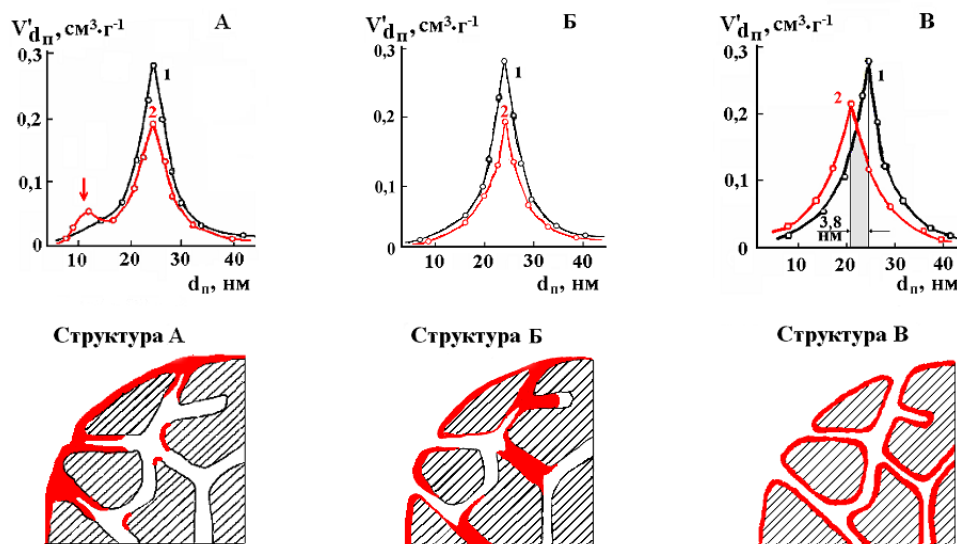 А
V'dп, см³·г⁻¹
0,3
0,2
0,1
0
1
2
10 20 30 40
dп, нм
Б
V'dп, см³·г⁻¹
0,3
0,2
0,1
0
1
2
10 20 30 40
dп, нм
В
V'dп, см³·г⁻¹
0,3
0,2
0,1
0
1
2
3,8
нм
10 20 30 40
dп, нм
Структура А
Структура Б
Структура В